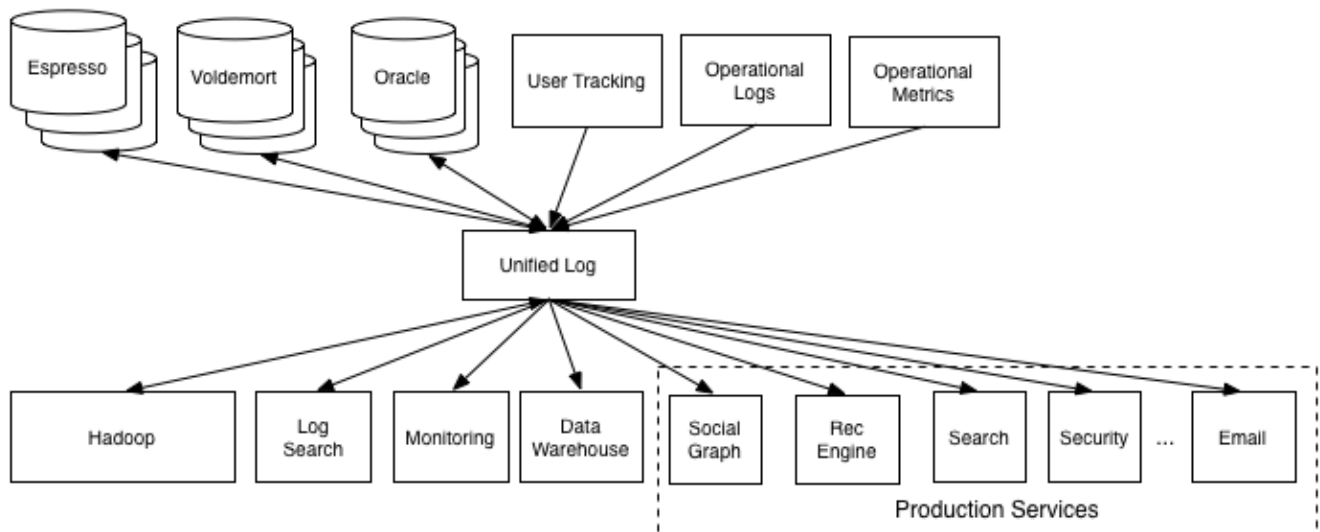 Espresso
Voldemort
Oracle
User Tracking
Operational
Logs
Operational
Metrics
Unified Log
Hadoop
Log
Search
Monitoring
Data
Warehouse
Social
Graph
Rec
Engine
Search
Security
...
Email
Production Services